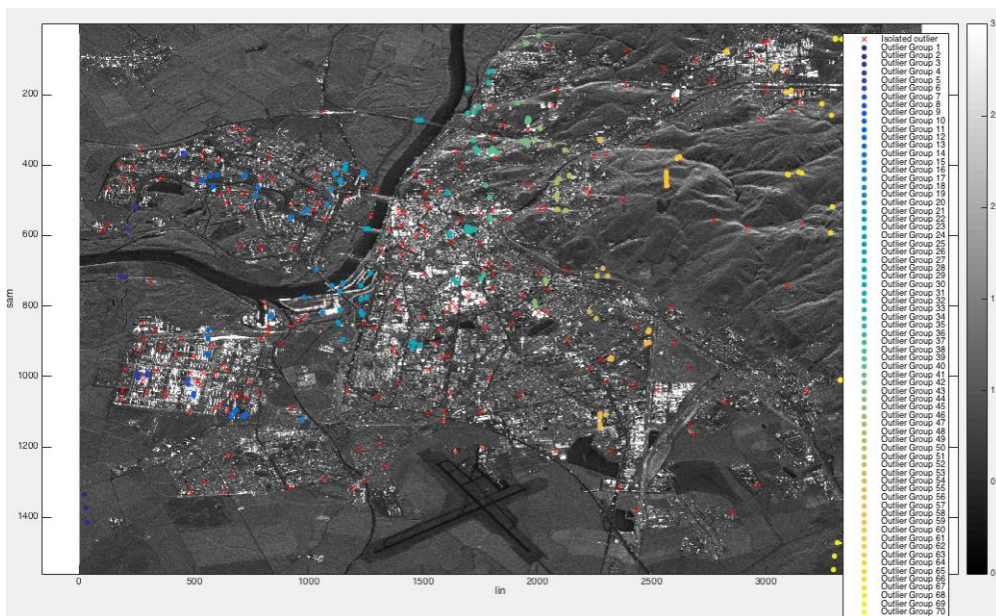 Isolated outlier
Outlier Group 1
Outlier Group 2
Outlier Group 3
Outlier Group 4
Outlier Group 5
Outlier Group 6
Outlier Group 7
Outlier Group 8
Outlier Group 9
Outlier Group 10
Outlier Group 11
Outlier Group 12
Outlier Group 13
Outlier Group 14
Outlier Group 15
Outlier Group 16
Outlier Group 17
Outlier Group 18
Outlier Group 19
Outlier Group 20
Outlier Group 21
Outlier Group 22
Outlier Group 23
Outlier Group 24
Outlier Group 25
Outlier Group 26
Outlier Group 27
Outlier Group 28
Outlier Group 29
Outlier Group 30
Outlier Group 31
Outlier Group 32
Outlier Group 33
Outlier Group 34
Outlier Group 35
Outlier Group 36
Outlier Group 37
Outlier Group 38
Outlier Group 39
Outlier Group 40
Outlier Group 41
Outlier Group 42
Outlier Group 43
Outlier Group 44
Outlier Group 45
Outlier Group 46
Outlier Group 47
Outlier Group 48
Outlier Group 49
Outlier Group 50
Outlier Group 51
Outlier Group 52
Outlier Group 53
Outlier Group 54
Outlier Group 55
Outlier Group 56
Outlier Group 57
Outlier Group 58
Outlier Group 59
Outlier Group 60
Outlier Group 61
Outlier Group 62
Outlier Group 63
Outlier Group 64
Outlier Group 65
Outlier Group 66
Outlier Group 67
Outlier Group 68
Outlier Group 69
Outlier Group 70
200
400
600
800
1000
1200
1400
sam
0
500
1000
1500
2000
2500
3000
lin